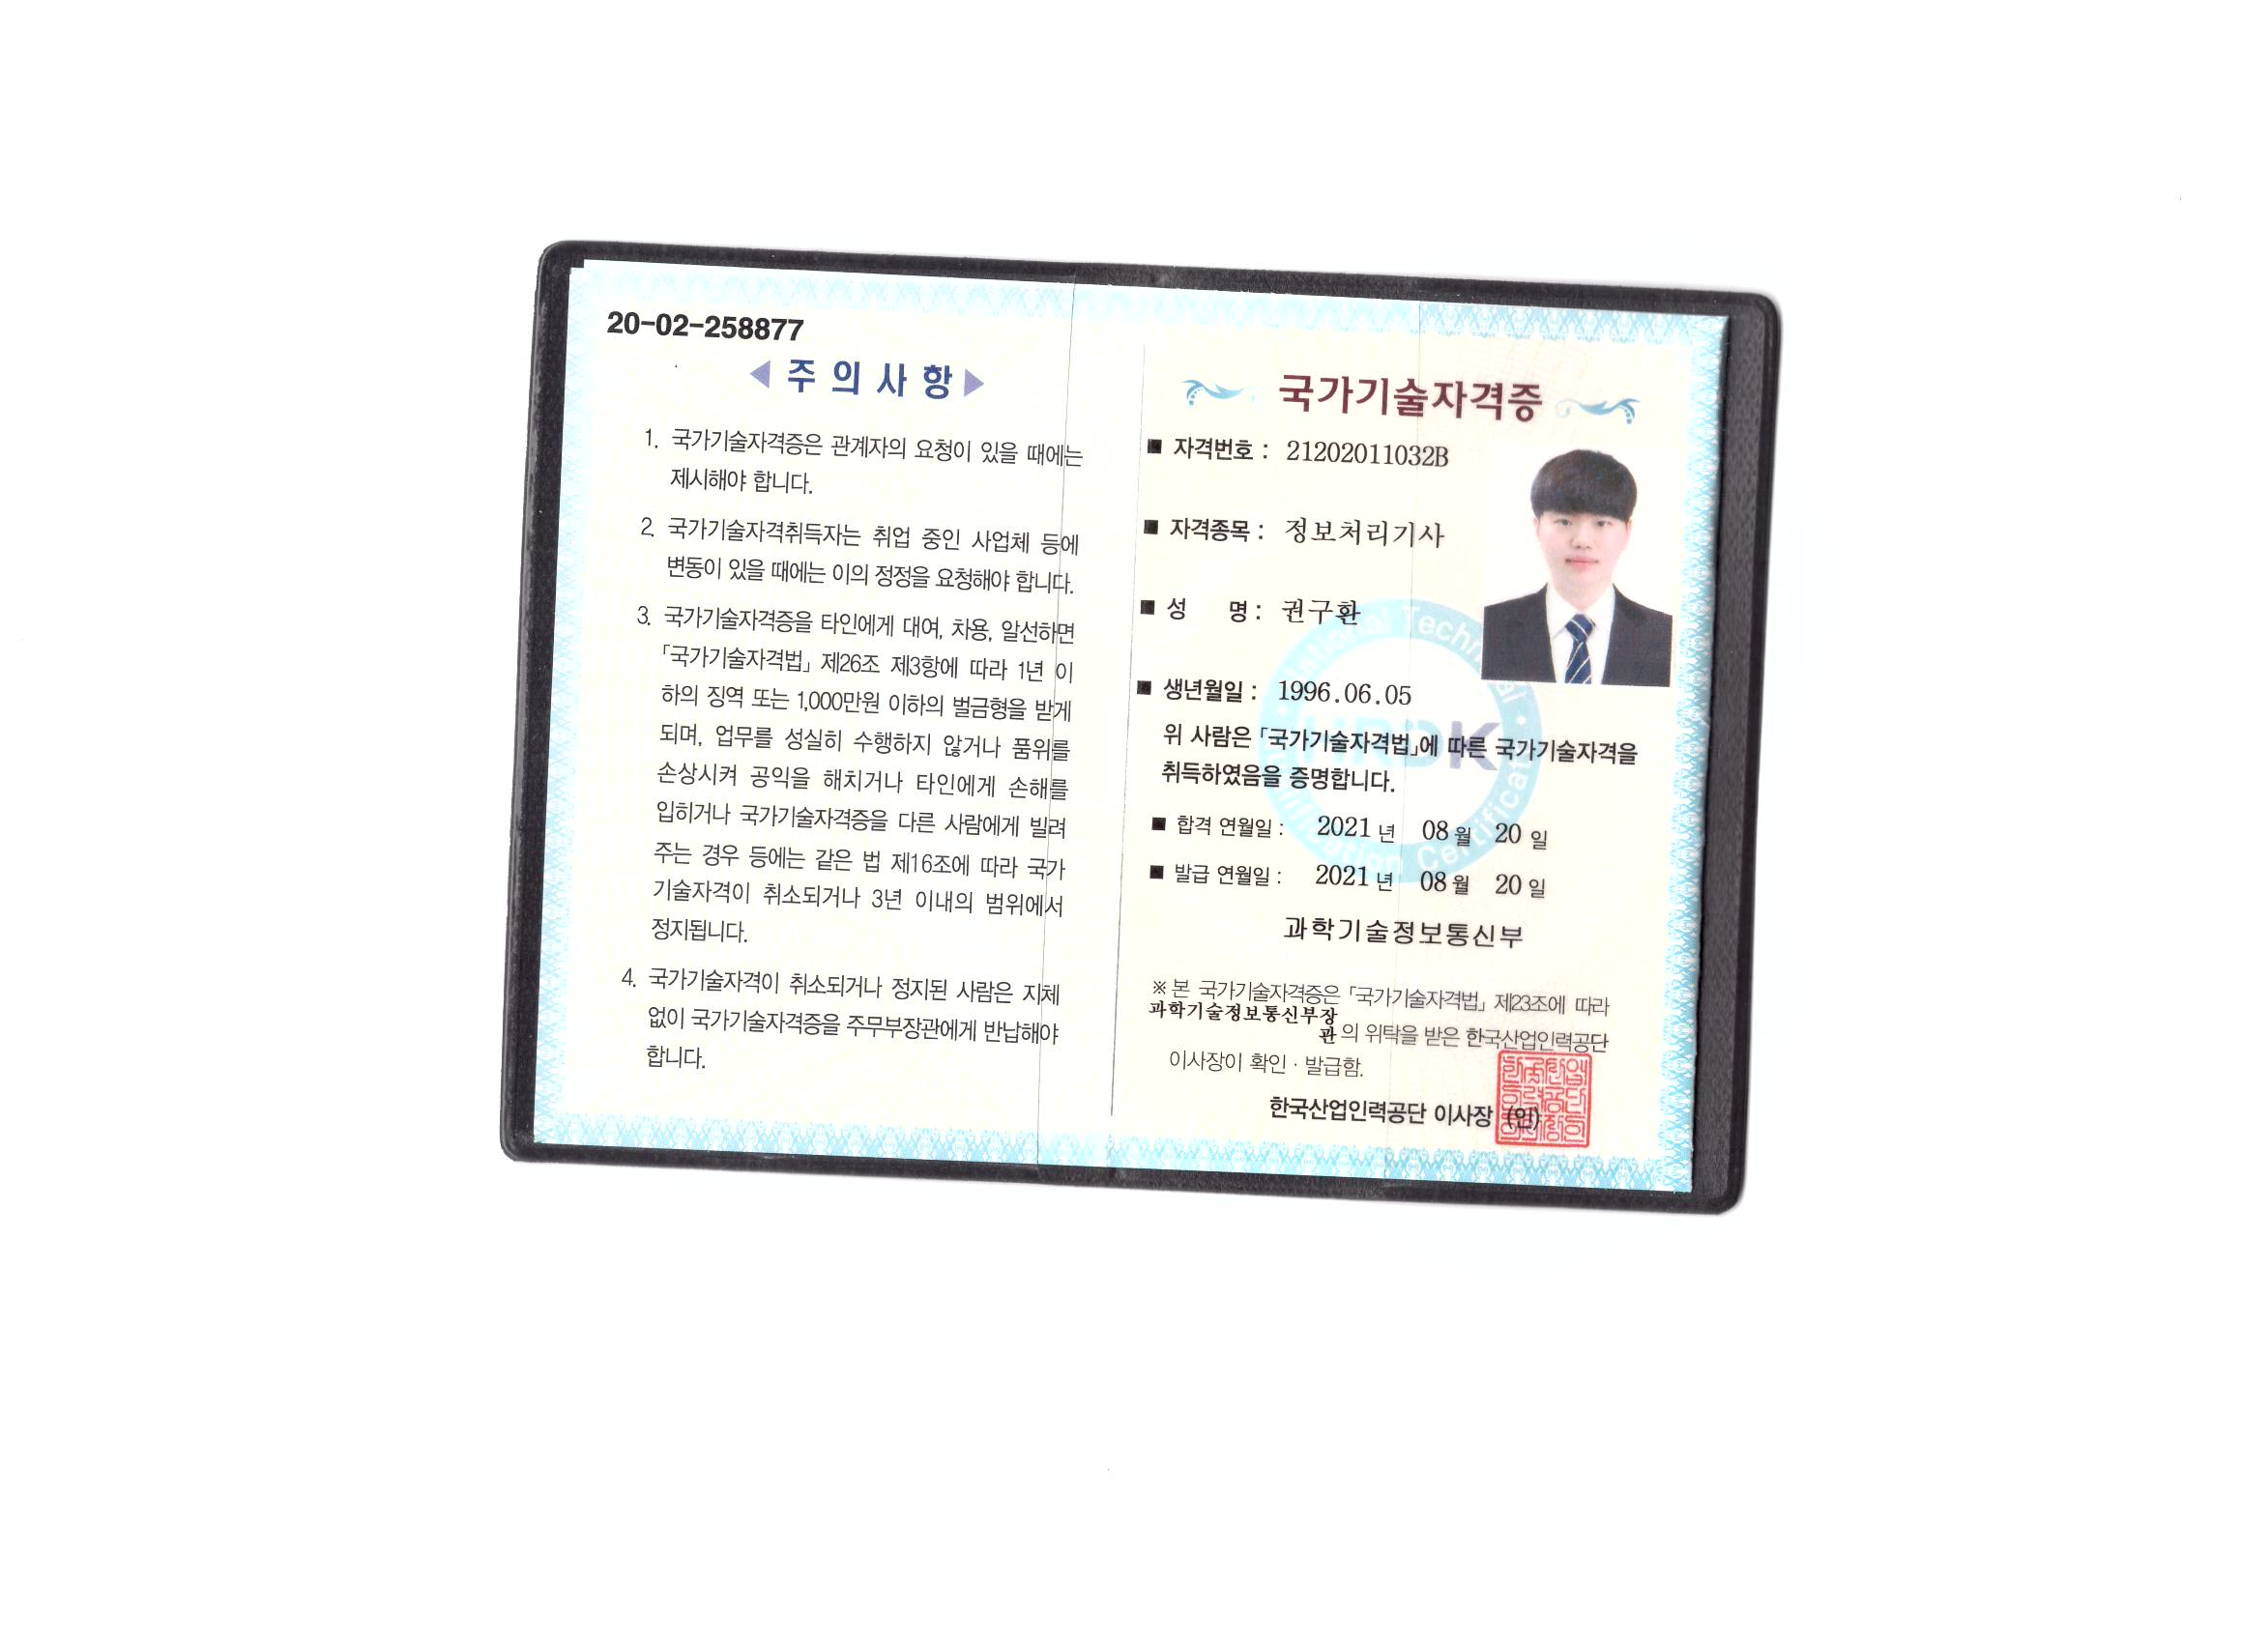 20-02-258877
◀ 주 의 사 항 ▶
1. 국가기술자격증은 관계자의 요청이 있을 때에는
제시해야 합니다.
2. 국가기술자격취득자는 취업 중인 사업체 등에
변동이 있을 때에는 이의 정정을 요청해야 합니다.
3. 국가기술자격증을 타인에게 대여, 차용, 알선하면
「국가기술자격법」 제26조 제3항에 따라 1년 이
하의 징역 또는 1,000만원 이하의 벌금형을 받게
되며, 업무를 성실히 수행하지 않거나 품위를
손상시켜 공익을 해치거나 타인에게 손해를
입히거나 국가기술자격증을 다른 사람에게 빌려
주는 경우 등에는 같은 법 제16조에 따라 국가
기술자격이 취소되거나 3년 이내의 범위에서
정지됩니다.
4. 국가기술자격이 취소되거나 정지된 사람은 지체
없이 국가기술자격증을 주무부장관에게 반납해야
합니다.
국가기술자격증
■ 자격번호 : 21202011032B
■ 자격종목 : 정보처리기사
■ 성 명 : 권구환
■ 생년월일 : 1996.06.05
위 사람은 「국가기술자격법」에 따른 국가기술자격을
취득하였음을 증명합니다.
■ 합격 연월일 : 2021 년 08 월 20 일
■ 발급 연월일 : 2021 년 08 월 20 일
과학기술정보통신부
※ 본 국가기술자격증은 「국가기술자격법」 제23조에 따라
과학기술정보통신부장
관 의 위탁을 받은 한국산업인력공단
이사장이 확인 · 발급함.
한국산업인력공단 이사장 (인)
HRDK